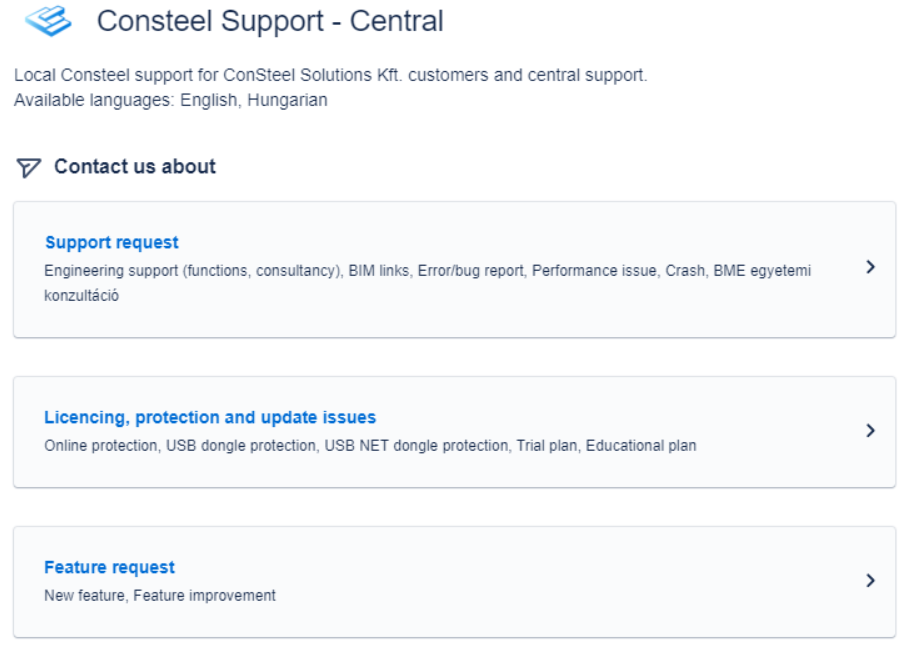 Consteel Support - Central
Local Consteel support for ConSteel Solutions Kft. customers and central support.
Available languages: English, Hungarian
Contact us about
Support request
Engineering support (functions, consultancy), BIM links, Error/bug report, Performance issue, Crash, BME egyetemi
konzultáció
Licencing, protection and update issues
Online protection, USB dongle protection, USB NET dongle protection, Trial plan, Educational plan
Feature request
New feature, Feature improvement